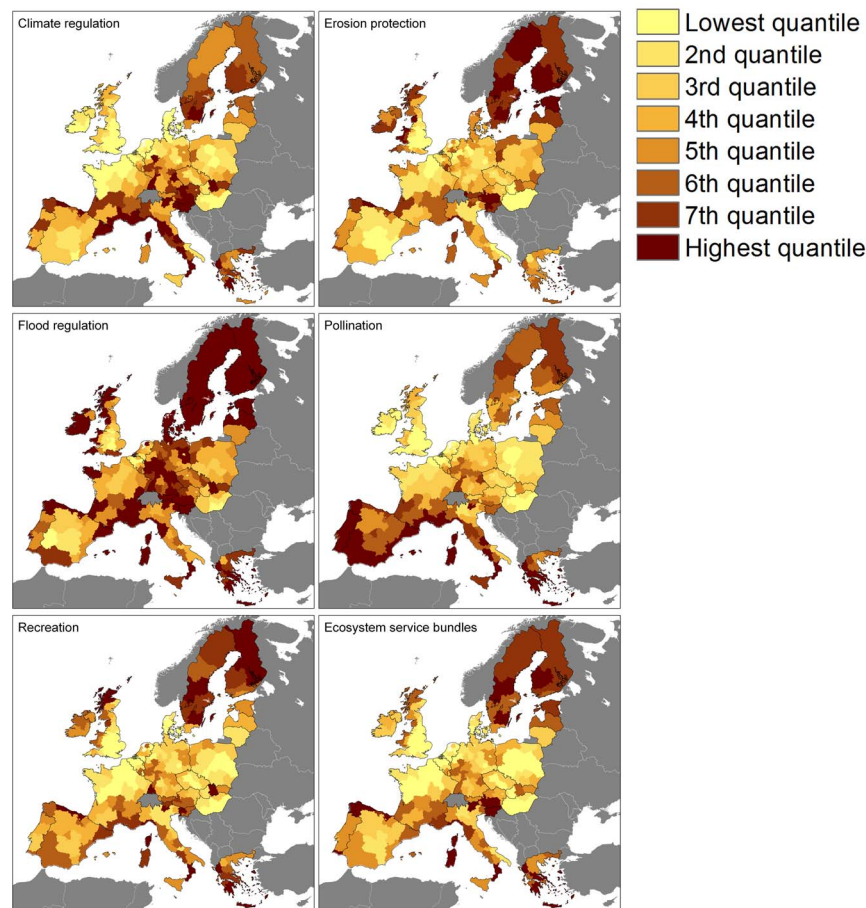 Climate regulation
Erosion protection
Lowest quantile
2nd quantile
3rd quantile
4th quantile
5th quantile
6th quantile
7th quantile
Highest quantile
Flood regulation
Pollination
Recreation
Ecosystem service bundles